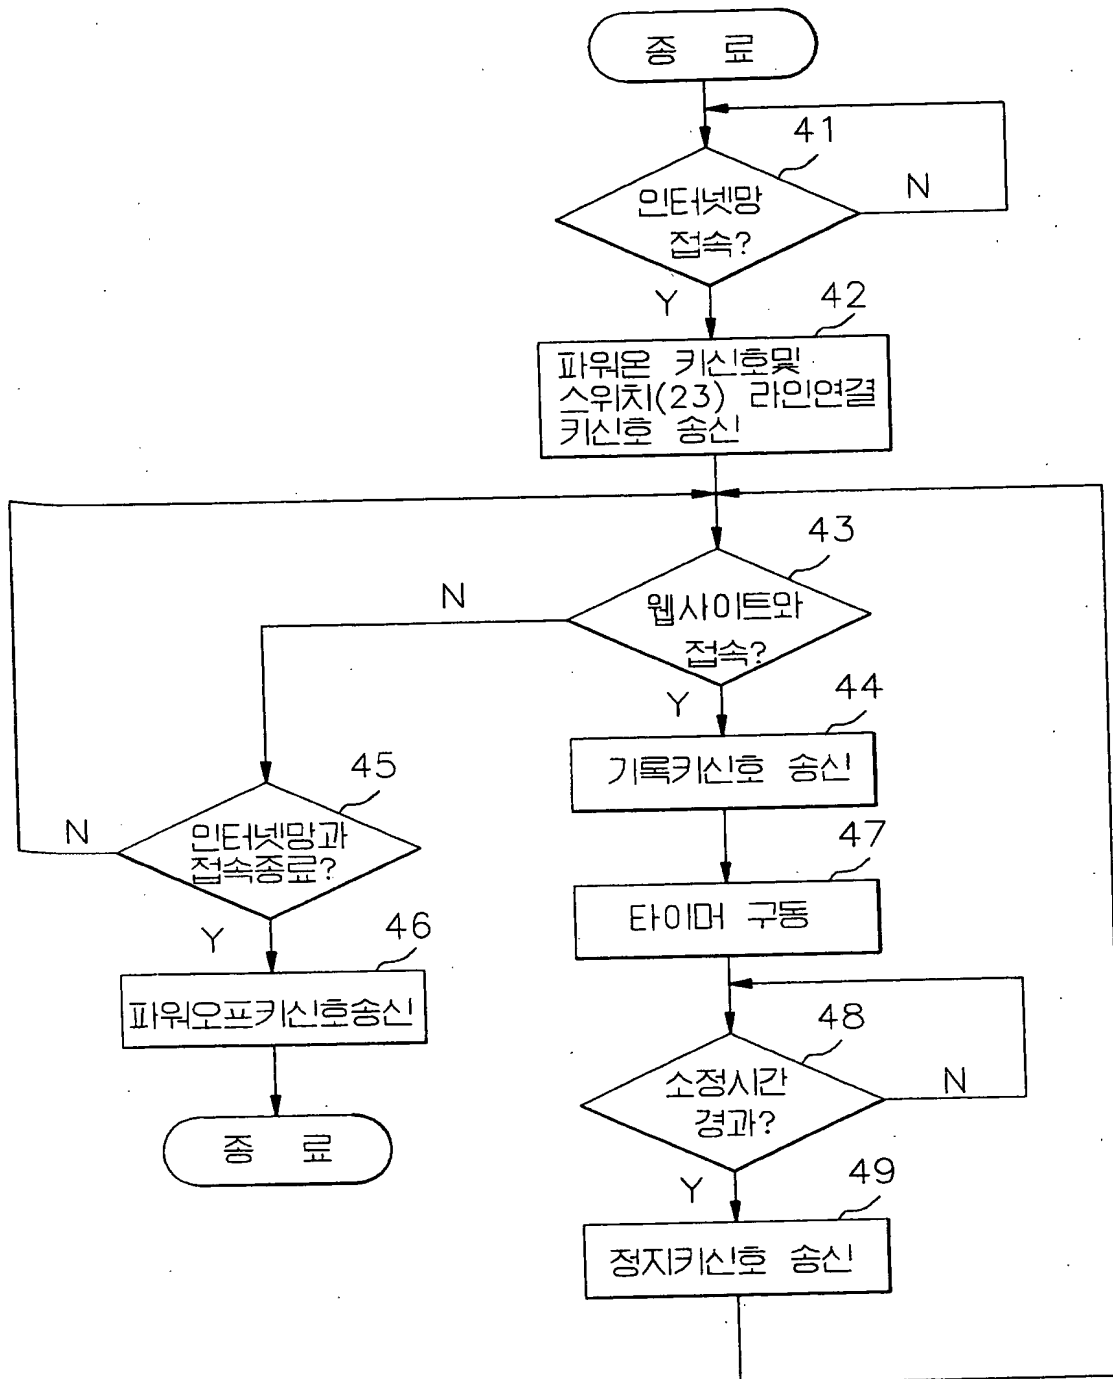 종 료
41
인터넷망
접속?
N
Y
42
파워온 키신호및
스위치(23) 라인연결
키신호 송신
43
웹사이트와
접속?
N
Y
44
기록키신호 송신
45
인터넷망과
접속종료?
N
Y
47
타이머 구동
46
파워오프키신호송신
48
소정시간
경과?
N
Y
종 료
49
정지키신호 송신